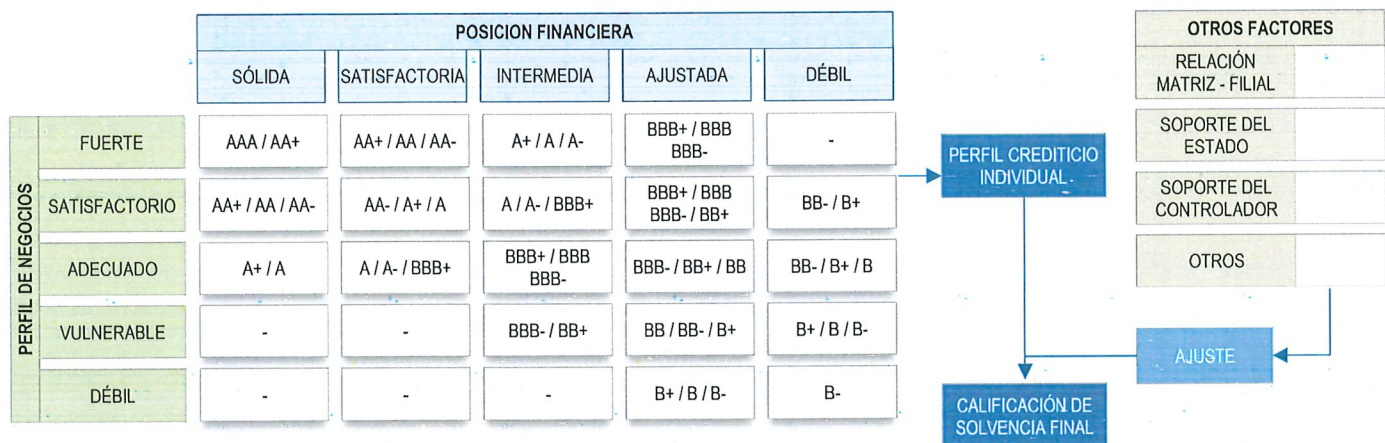 POSICION FINANCIERA
SÓLIDA
SATISFACTORIA
INTERMEDIA
AJUSTADA
DÉBIL
PERFIL DE NEGOCIOS
FUERTE
AAA / AA+
AA+ / AA / AA-
A+ / A / A-
BBB+ / BBB
BBB-
-
SATISFACTORIO
AA+ / AA / AA-
AA- / A+ / A
A / A- / BBB+
BBB+ / BBB
BBB- / BB+
BB- / B+
ADECUADO
A+ / A
A / A- / BBB+
BBB+ / BBB
BBB-
BBB- / BB+ / BB
BB- / B+ / B
VULNERABLE
-
-
BBB- / BB+
BB / BB- / B+
B+ / B / B-
DÉBIL
-
-
-
B+ / B / B-
B-
PERFIL CREDITICIO
INDIVIDUAL
CALIFICACIÓN DE
SOLVENCIA FINAL
OTROS FACTORES
RELACIÓN
MATRIZ - FILIAL
SOPORTE DEL
ESTADO
SOPORTE DEL
CONTROLADOR
OTROS
AJUSTE